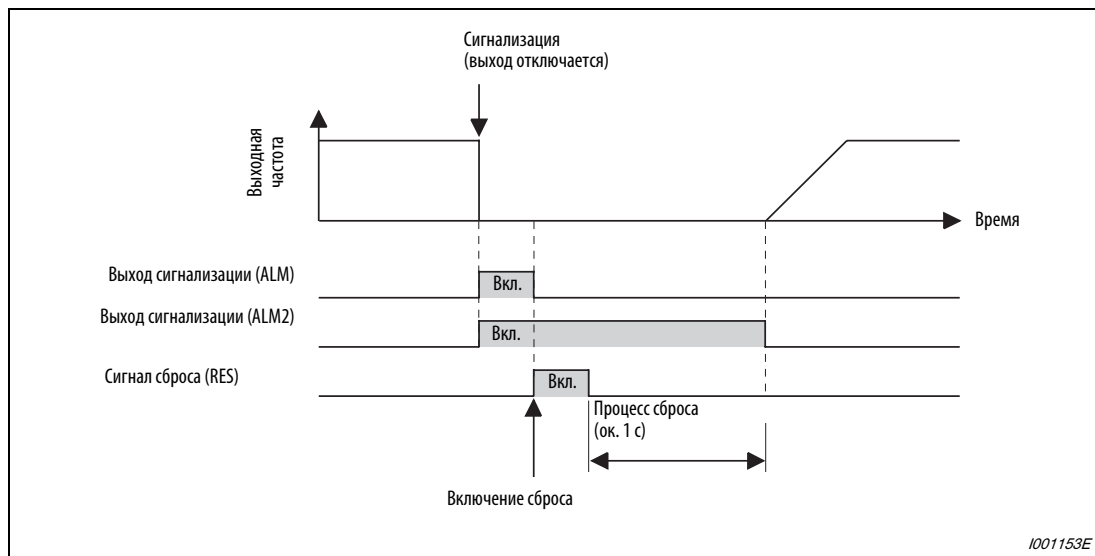 Сигнализация
(выход отключается)
Выходная
частота
Время
Выход сигнализации (ALM)
Вкл.
Выход сигнализации (ALM2)
Вкл.
Сигнал сброса (RES)
Вкл.
Процесс сброса
(ок. 1 с)
Включение сброса
I001153E